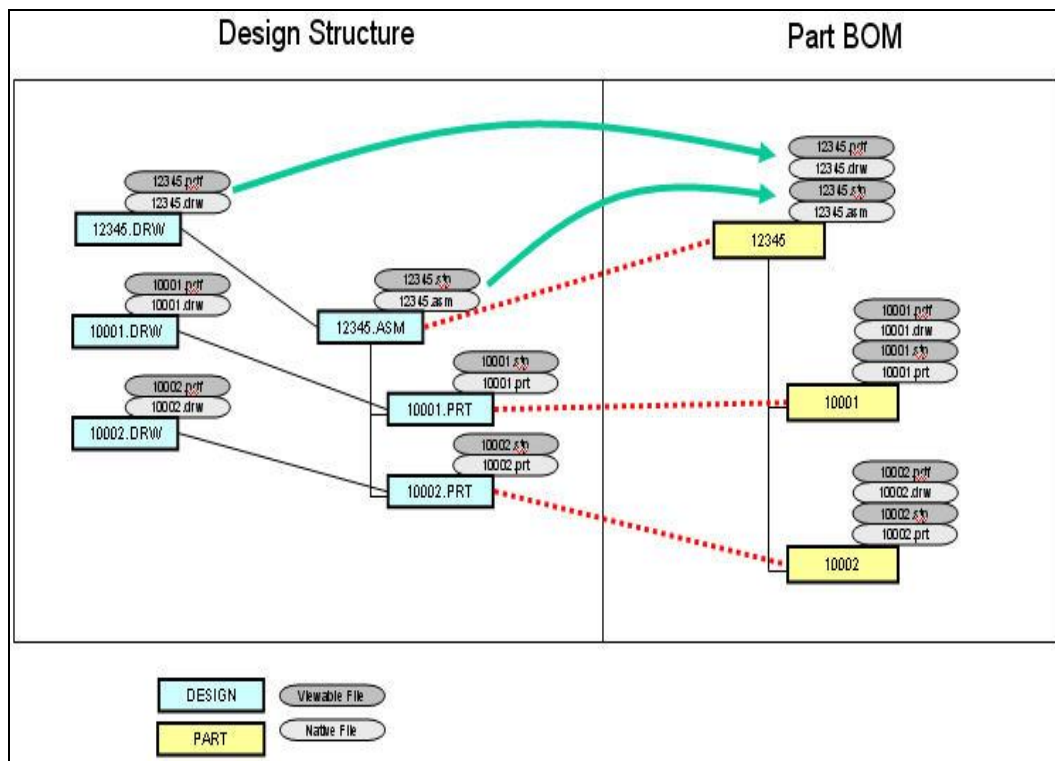 Design Structure
Part BOM
12345.pdf
12345.drw
12345.DRW
10001.pdf
10001.drw
10001.DRW
10002.pdf
10002.drw
10002.DRW
12345.stp
12345.asm
12345.ASM
10001.stp
10001.prt
10001.PRT
10002.stp
10002.prt
10002.PRT
12345.pdf
12345.drw
12345.stp
12345.asm
12345
10001.pdf
10001.drw
10001.stp
10001.prt
10001
10002.pdf
10002.drw
10002.stp
10002.prt
10002
DESIGN
Viewable File
PART
Native File